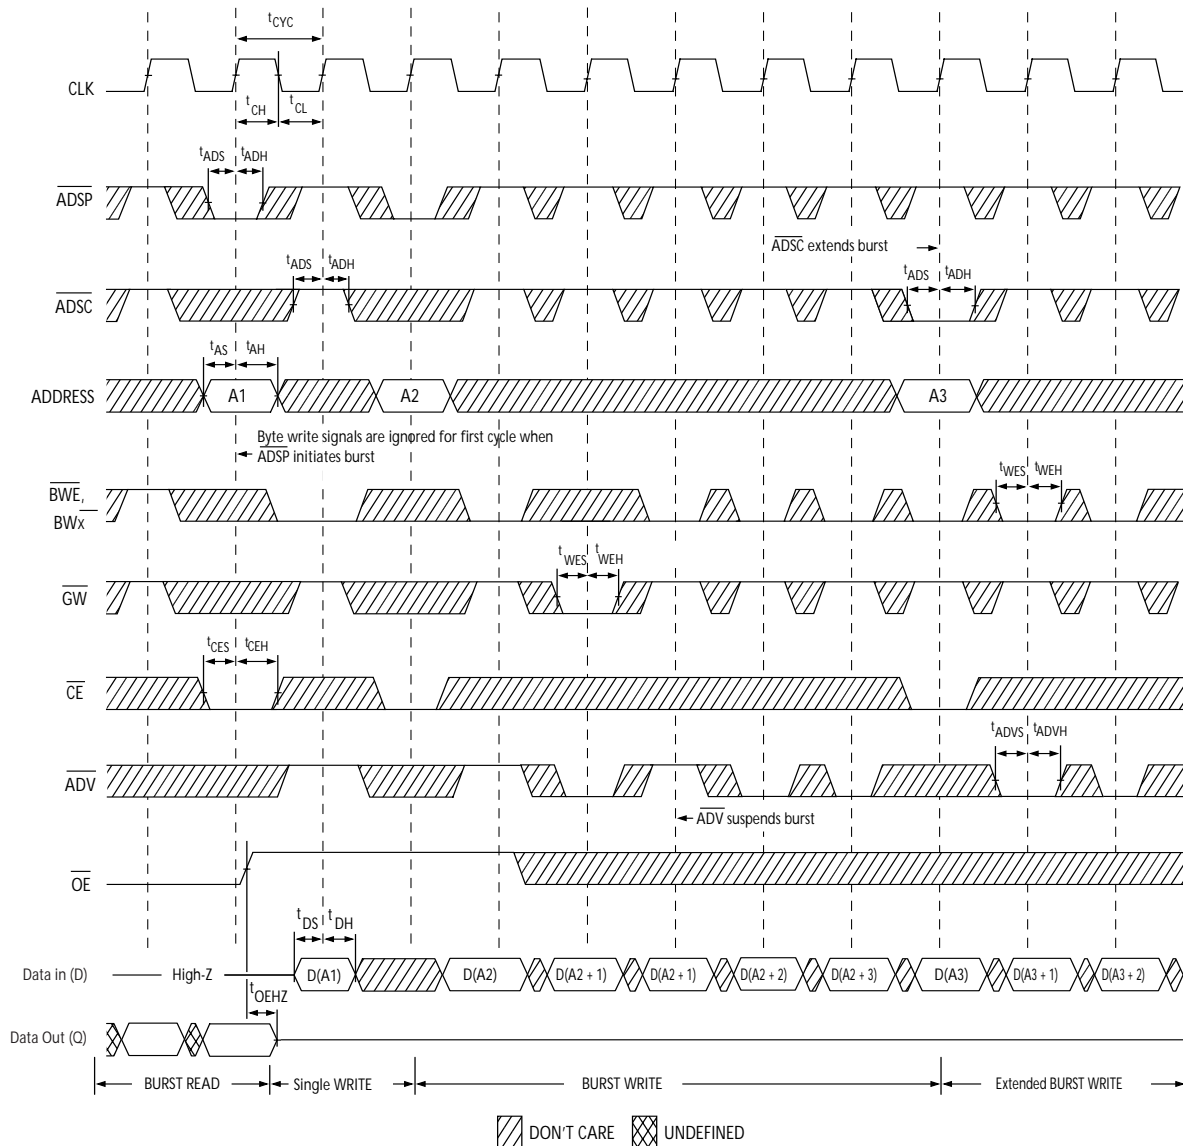 tCYC
CLK
tCH
tCL
tADS
tADH
ADSP
ADSC extends burst
tADS
tADH
tADS
tADH
ADSC
tAS
tAH
ADDRESS
A1
A2
A3
Byte write signals are ignored for first cycle when
ADSP initiates burst
tWES
tWEH
BWE,
BWx
tWES
tWEH
GW
tCES
tCEH
CE
tADVS
tADVH
ADV
ADV suspends burst
OE
tDS
tDH
Data in (D)
High-Z
D(A1)
D(A2)
D(A2 + 1)
D(A2 + 1)
D(A2 + 2)
D(A2 + 3)
D(A3)
D(A3 + 1)
D(A3 + 2)
tOEHZ
Data Out (Q)
BURST READ
Single WRITE
BURST WRITE
Extended BURST WRITE
DON'T CARE
UNDEFINED